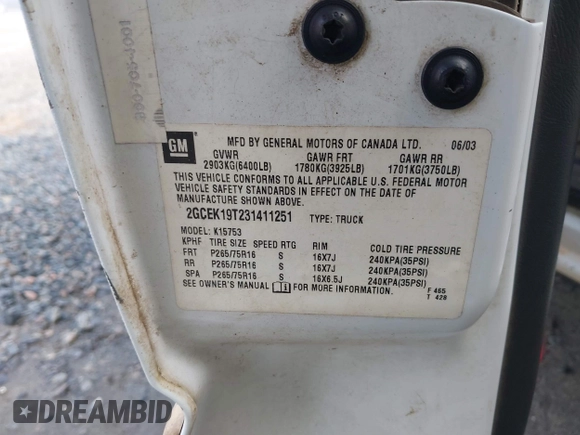 390-708-1001
GM
MFD BY GENERAL MOTORS OF CANADA LTD. 06/03
GVWR GAWR FRT GAWR RR
2903KG(6400LB) 1780KG(3925LB) 1701KG(3750LB)
THIS VEHICLE CONFORMS TO ALL APPLICABLE U.S. FEDERAL MOTOR
VEHICLE SAFETY STANDARDS IN EFFECT ON THE DATE OF
MANUFACTURE SHOWN ABOVE.
2GCEK19T231411251 TYPE: TRUCK
MODEL: K15753
KPHF TIRE SIZE SPEED RTG RIM COLD TIRE PRESSURE
FRT P265/75R16 S 16X7J 240KPA(35PSI)
RR P265/75R16 S 16X7J 240KPA(35PSI)
SPA P265/75R16 S 16X6.5J 240KPA(35PSI)
SEE OWNER'S MANUAL FOR MORE INFORMATION.
F 465
T 428
DREAMBID